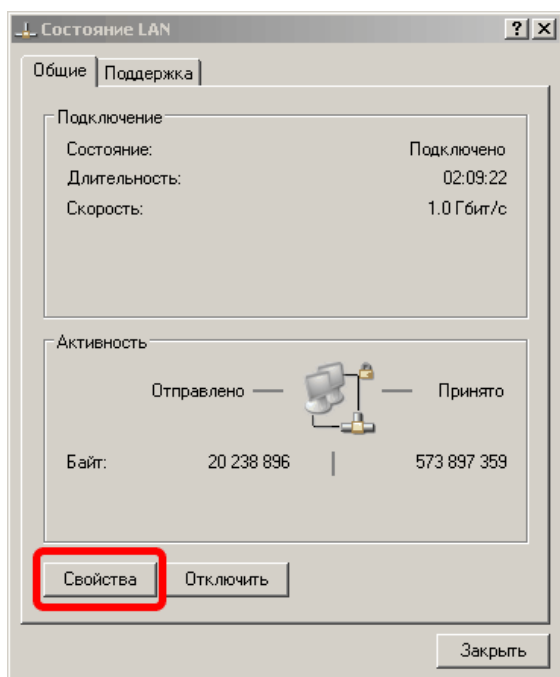 Состояние LAN
Общие Поддержка
Подключение
Состояние: Подключено
Длительность: 02:09:22
Скорость: 1.0 Гбит/с
Активность
Отправлено Принято
Байт: 20 238 896 573 897 359
Свойства Отключить
Закрыть